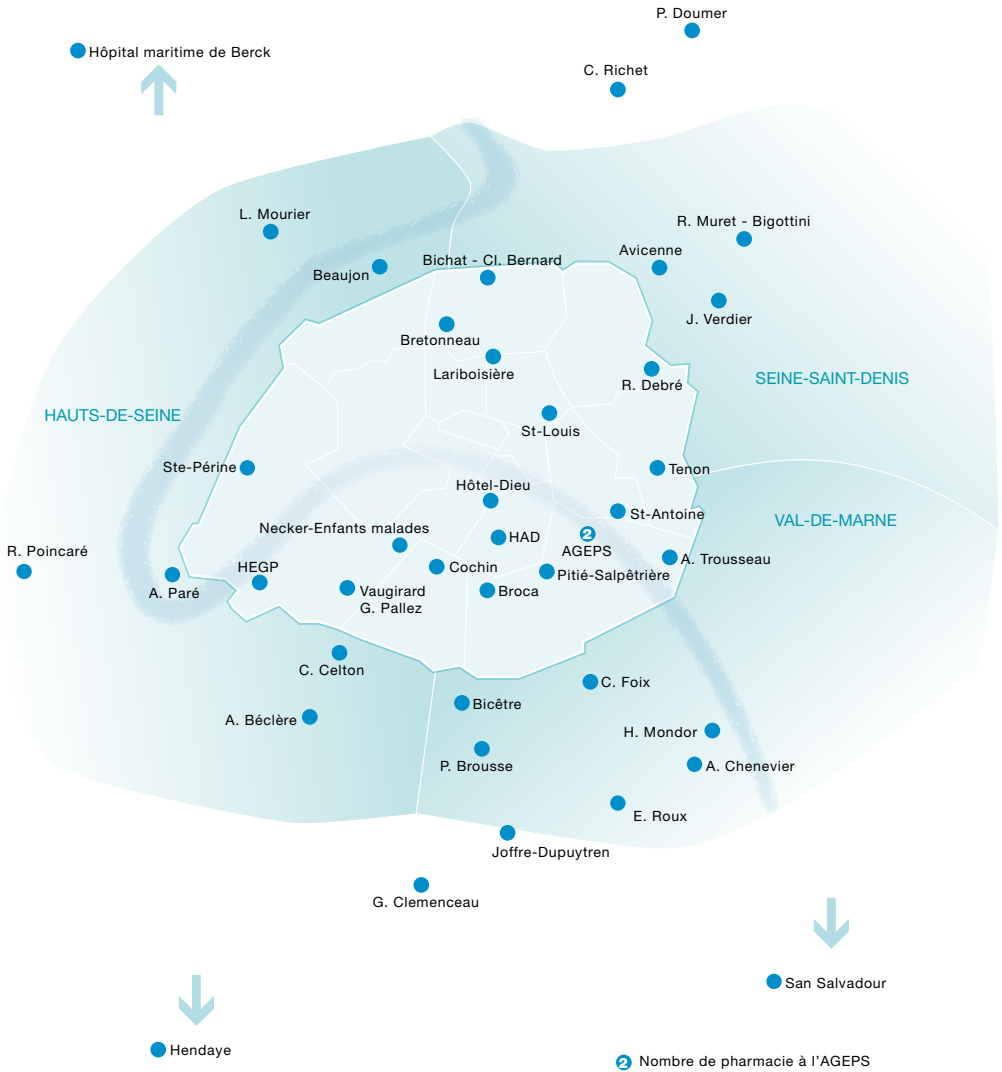 P. Doumer
Hôpital maritime de Berck
C. Richet
L. Mourier
R. Muret - Bigottini
Avicenne
Bichat - Cl. Bernard
Beaujon
J. Verdier
Bretonneau
Lariboisière
R. Debré
SEINE-SAINT-DENIS
HAUTS-DE-SEINE
St-Louis
Ste-Périne
Tenon
Hôtel-Dieu
St-Antoine
VAL-DE-MARNE
Necker-Enfants malades
HAD
2
AGEPS
R. Poincaré
A. Trousseau
HEGP
Cochin
Pitié-Salpêtrière
A. Paré
Vaugirard
G. Pallez
Broca
C. Celton
C. Foix
Bicêtre
A. Béclère
H. Mondor
P. Brousse
A. Chenevier
E. Roux
Joffre-Dupuytren
G. Clemenceau
San Salvadour
Hendaye
2 Nombre de pharmacie à l’AGEPS